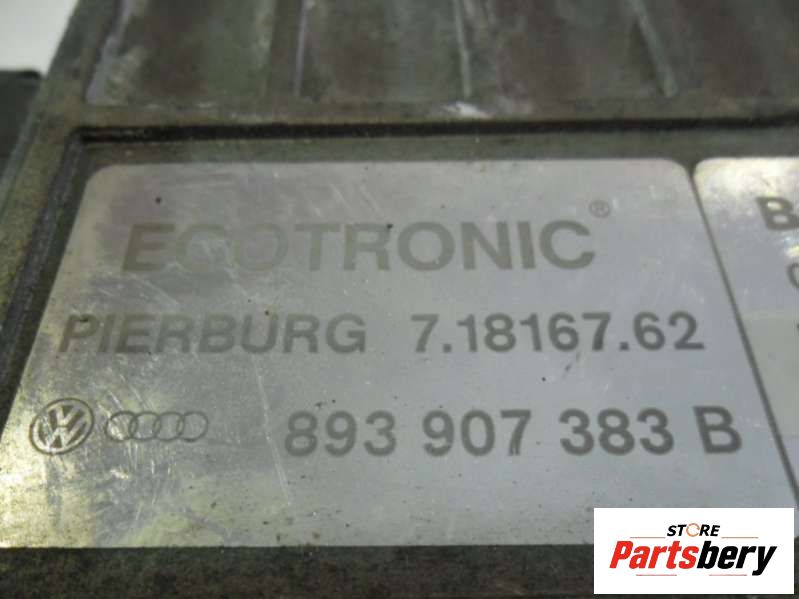 ECOTRONIC®
PIERBURG 7.18167.62
893 907 383 B
STORE
Partsbery